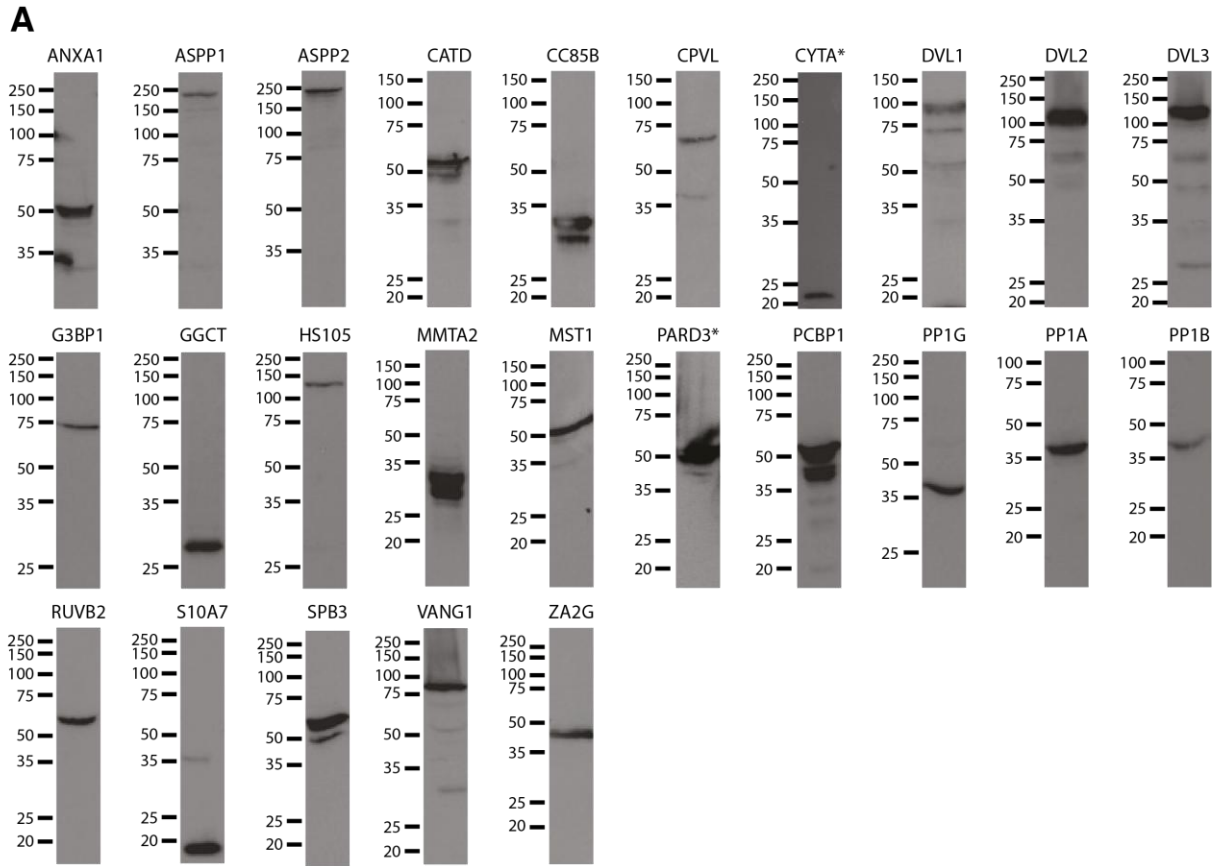 A
ANXA1 ASPP1 ASPP2 CATD CC85B CPVL CYTA* DVL1 DVL2 DVL3
250 250 250 150 150 150 250 150 250 250
150 150 150 100 100 100 150 100 150 150
100 100 100 75 75 75 100 75 100 100
75 75 75 50 50 50 75 50 75 75
50 50 50 35 35 35 50 35 50 50
35 35 35 25 25 25 35 25 35 35
20 20 20 25 20 25 25
20 20 20
G3BP1 GGCT HS105 MMTA2 MST1 PARD3* PCBP1 PP1G PP1A PP1B
250 250 250 150 150 250 250 250 100 100
150 150 150 100 100 150 150 150 75 75
100 100 100 75 75 100 100 100 50 50
75 75 75 50 50 75 75 75 35 35
50 50 50 35 35 50 50 50 25 25
35 35 35 25 25 35 35 35 20 20
25 25 25 20 20 25 25 25
20 20
RUVB2 S10A7 SPB3 VANG1 ZA2G
250 250 250 250 250
150 150 150 150 150
100 100 100 100 100
75 75 75 75 75
50 50 50 50 50
35 35 35 35 35
25 25 25 25 25
20 20 20 20 20